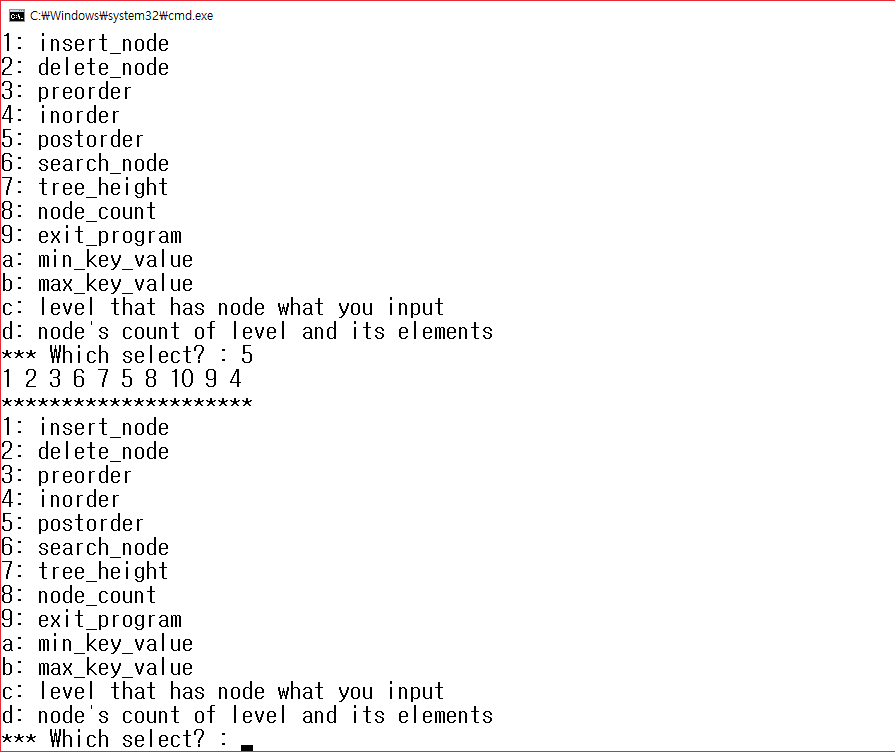 C:\Windows\system32\cmd.exe
1: insert_node
2: delete_node
3: preorder
4: inorder
5: postorder
6: search_node
7: tree_height
8: node_count
9: exit_program
a: min_key_value
b: max_key_value
c: level that has node what you input
d: node's count of level and its elements
*** Which select? : 5
1 2 3 6 7 5 8 10 9 4
*********************
1: insert_node
2: delete_node
3: preorder
4: inorder
5: postorder
6: search_node
7: tree_height
8: node_count
9: exit_program
a: min_key_value
b: max_key_value
c: level that has node what you input
d: node's count of level and its elements
*** Which select? :